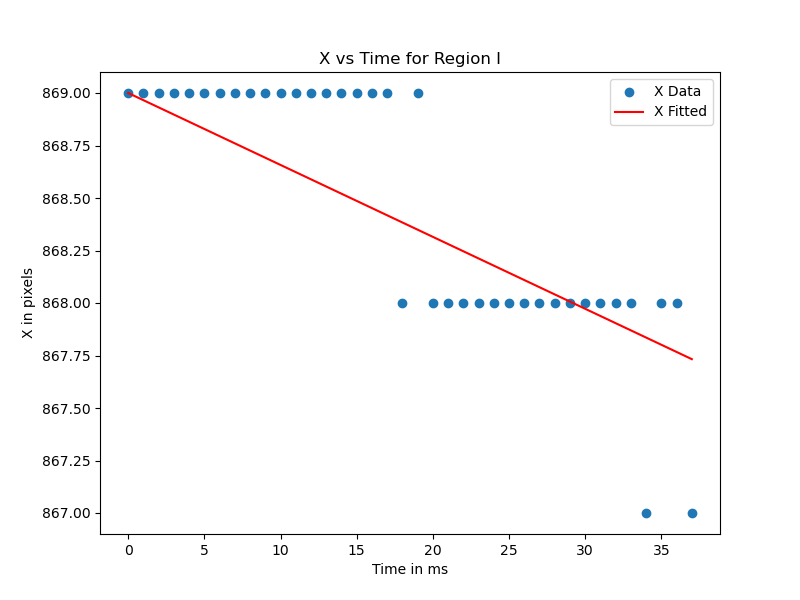 X vs Time for Region I
X Data
X Fitted
869.00
868.75
868.50
868.25
868.00
867.75
867.50
867.25
867.00
X in pixels
0 5 10 15 20 25 30 35
Time in ms